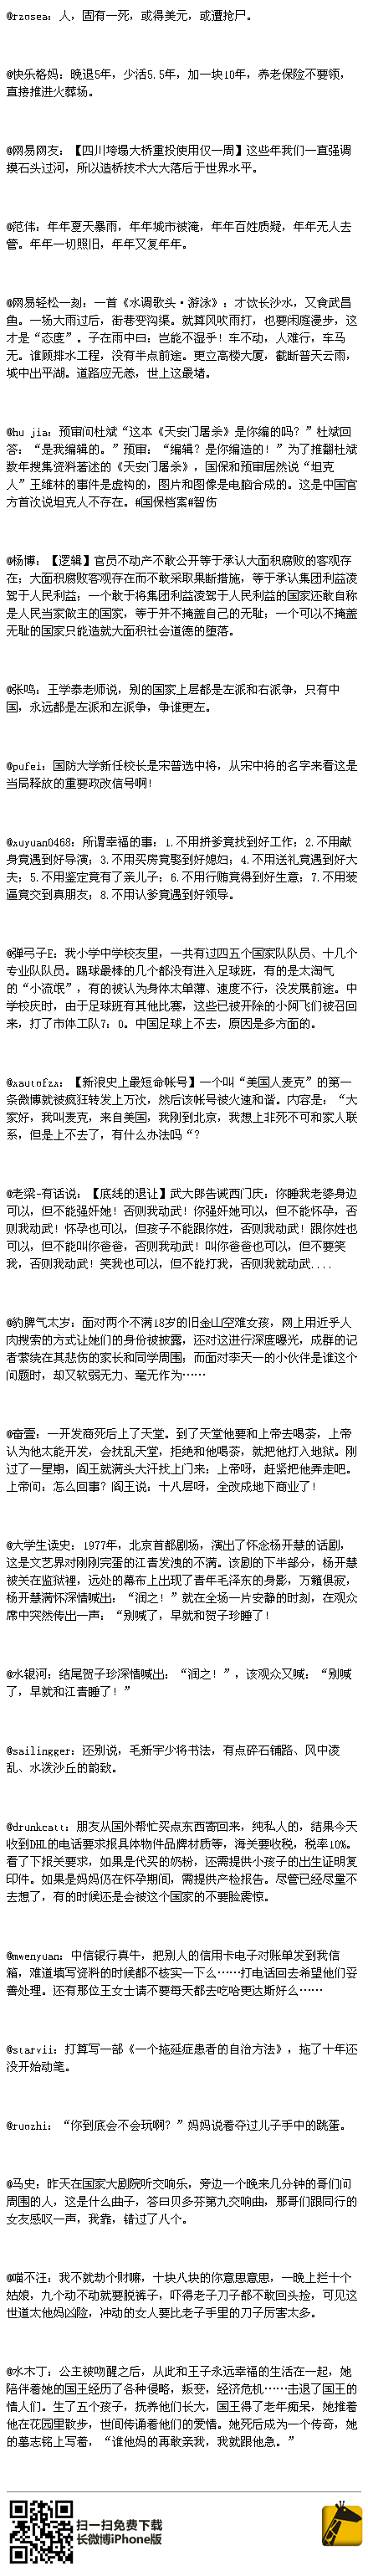 @rzosea：人，固有一死，或得美元，或遭抢尸。
@快乐格妈：晚退5年，少活5.5年，加一块10年，养老保险不要领，
直接推进火葬场。
@网易网友：【四川垮塌大桥重投使用仅一周】这些年我们一直强调
摸石头过河，所以造桥技术大大落后于世界水平。
@范伟：年年夏天暴雨，年年城市被淹，年年百姓质疑，年年无人去
管。年年一切照旧，年年又复年年。
@网易轻松一刻：一首《水调歌头·游泳》：才饮长沙水，又食武昌
鱼。一场大雨过后，街巷变沟渠。就算风吹雨打，也要闲庭漫步，这
才是“态度”。子在雨中曰：岂能不湿乎！车不动，人难行，车马
无。谁顾排水工程，没有半点前途。更立高楼大厦，截断普天云雨，
城中出平湖。道路应无恙，世上这最堵。
@hu jia：预审问杜斌“这本《天安门屠杀》是你编的吗？”杜斌回
答：“是我编辑的。”预审：“编辑？是你编造的！”为了推翻杜斌
数年搜集资料著述的《天安门屠杀》，国保和预审居然说“坦克
人”王维林的事件是虚构的，图片和图像是电脑合成的。这是中国官
方首次说坦克人不存在。#国保档案#智伤
@杨博：【逻辑】官员不动产不敢公开等于承认大面积腐败的客观存
在；大面积腐败客观存在而不敢采取果断措施，等于承认集团利益凌
驾于人民利益；一个敢于将集团利益凌驾于人民利益的国家还敢自称
是人民当家做主的国家，等于并不掩盖自己的无耻；一个可以不掩盖
无耻的国家只能造就大面积社会道德的堕落。
@张鸣：王学泰老师说，别的国家上层都是左派和右派争，只有中
国，永远都是左派和左派争，争谁更左。
@pufei：国防大学新任校长是宋普选中将，从宋中将的名字来看这是
当局释放的重要政改信号啊！
@xuyuan0468：所谓幸福的事：1.不用拼爹竟找到好工作；2.不用献
身竟遇到好导演；3.不用买房竟娶到好媳妇；4.不用送礼竟遇到好大
夫；5.不用鉴定竟有了亲儿子；6.不用行贿竟得到好生意；7.不用装
逼竟交到真朋友；8.不用认爹竟遇到好领导。
@弹弓子E：我小学中学校友里，一共有过四五个国家队队员、十几个
专业队队员。踢球最棒的几个都没有进入足球班，有的是太淘气
的“小流氓”，有的被认为身体太单薄、速度不行，没发展前途。中
学校庆时，由于足球班有其他比赛，这些已被开除的小阿飞们被召回
来，打了市体工队7：0。中国足球上不去，原因是多方面的。
@xautofzx：【新浪史上最短命帐号】一个叫“美国人麦克”的第一
条微博就被疯狂转发上万次，然后该帐号被火速和谐。内容是：“大
家好，我叫麦克，来自美国，我刚到北京，我想上非死不可和家人联
系，但是上不去了，有什么办法吗“？
@老梁-有话说：【底线的退让】武大郎告诫西门庆：你睡我老婆身边
可以，但不能强奸她！否则我动武！你强奸她可以，但不能怀孕，否
则我动武！怀孕也可以，但孩子不能跟你姓，否则我动武！跟你姓也
可以，但不能叫你爸爸，否则我动武！叫你爸爸也可以，但不要笑
我，否则我动武！笑我也可以，但不能打我，否则我就动武....
@豹脾气太岁：面对两个不满18岁的旧金山空难女孩，网上用近乎人
肉搜索的方式让她们的身份被披露，还对这进行深度曝光，成群的记
者萦绕在其悲伤的家长和同学周围；而面对李天一的小伙伴是谁这个
问题时，却又软弱无力、毫无作为……
@奋壹：一开发商死后上了天堂。到了天堂他要和上帝去喝茶，上帝
认为他太能开发，会扰乱天堂，拒绝和他喝茶，就把他打入地狱。刚
过了一星期，阎王就满头大汗找上门来：上帝呀，赶紧把他弄走吧。
上帝问：怎么回事？阎王说：十八层呀，全改成地下商业了！
@大学生读史：1977年，北京首都剧场，演出了怀念杨开慧的话剧，
这是文艺界对刚刚完蛋的江青发洩的不满。该剧的下半部分，杨开慧
被关在监狱裡，远处的幕布上出现了青年毛泽东的身影，万籁俱寂，
杨开慧满怀深情喊出：“润之！”就在全场一片安静的时刻，在观众
席中突然传出一声：“别喊了，早就和贺子珍睡了！
@水银河：结尾贺子珍深情喊出：“润之！”，该观众又喊：“别喊
了，早就和江青睡了！”
@sailingger：还别说，毛新宇少将书法，有点碎石铺路、风中凌
乱、水泼沙丘的韵致。
@drunkcatt：朋友从国外帮忙买点东西寄回来，纯私人的，结果今天
收到DHL的电话要求报具体物件品牌材质等，海关要收税，税率10%。
看了下报关要求，如果是代买的奶粉，还需提供小孩子的出生证明复
印件。如果是妈妈仍在怀孕期间，需提供产检报告。尽管已经尽量不
去想了，有的时候还是会被这个国家的不要脸震惊。
@mwenyuan：中信银行真牛，把别人的信用卡电子对账单发到我信
箱，难道填写资料的时候都不核实一下么……打电话回去希望他们妥
善处理。还有那位王女士请不要每天都去吃哈更达斯好么……
@starvii：打算写一部《一个拖延症患者的自治方法》，拖了十年还
没开始动笔。
@ruozhi：“你到底会不会玩啊？”妈妈说着夺过儿子手中的跳蛋。
@马史：昨天在国家大剧院听交响乐，旁边一个晚来几分钟的哥们问
周围的人，这是什么曲子，答曰贝多芬第九交响曲，那哥们跟同行的
女友感叹一声，我靠，错过了八个。
@喵不汪：我不就劫个财嘛，十块八块的你意思意思，一晚上拦十个
姑娘，九个动不动就要脱裤子，吓得老子刀子都不敢回头捡，可见这
世道太他妈凶险，冲动的女人要比老子手里的刀子厉害太多。
@水木丁：公主被吻醒之后，从此和王子永远幸福的生活在一起，她
陪伴着她的国王经历了各种侵略，叛变，经济危机……击退了国王的
情人们。生了五个孩子，抚养他们长大，国王得了老年痴呆，她推着
他在花园里散步，世间传诵着他们的爱情。她死后成为一个传奇，她
的墓志铭上写着，“谁他妈的再敢亲我，我就跟他急。”
扫一扫免费下载
长微博iPhone版